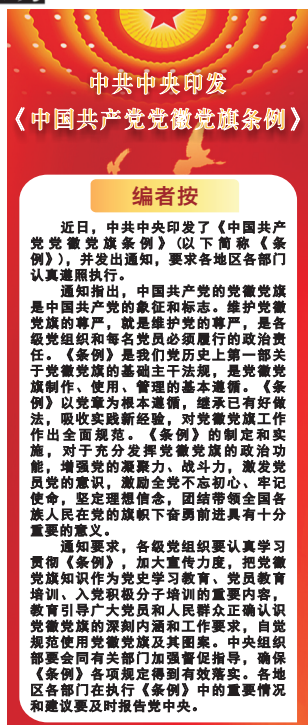 中共中央印发
《中国共产党党徽党旗条例》
编者按
近日，中共中央印发了《中国共产
党党徽党旗条例》（以下简称《条
例》），并发出通知，要求各地区各部门
认真遵照执行。
通知指出，中国共产党的党徽党旗
是中国共产党的象征和标志。维护党徽
党旗的尊严，就是维护党的尊严，是各
级党组织和每名党员必须履行的政治责
任。《条例》是我们党历史上第一部关
于党徽党旗的基础主干法规，是党徽党
旗制作、使用、管理的基本遵循。《条
例》以党章为根本遵循，继承已有好做
法，吸收实践新经验，对党徽党旗工作
作出全面规范。《条例》的制定和实
施，对于充分发挥党徽党旗的政治功
能，增强党的凝聚力、战斗力，激发党
员党的意识，激励全党不忘初心、牢记
使命，坚定理想信念，团结带领全国各
族人民在党的旗帜下奋勇前进具有十分
重要的意义。
通知要求，各级党组织要认真学习
贯彻《条例》，加大宣传力度，把党徽
党旗知识作为党史学习教育、党员教育
培训、入党积极分子培训的重要内容，
教育引导广大党员和人民群众正确认识
党徽党旗的深刻内涵和工作要求，自觉
规范使用党徽党旗及其图案。中央组织
部要会同有关部门加强督促指导，确保
《条例》各项规定得到有效落实。各地
区各部门在执行《条例》中的重要情况
和建议要及时报告党中央。